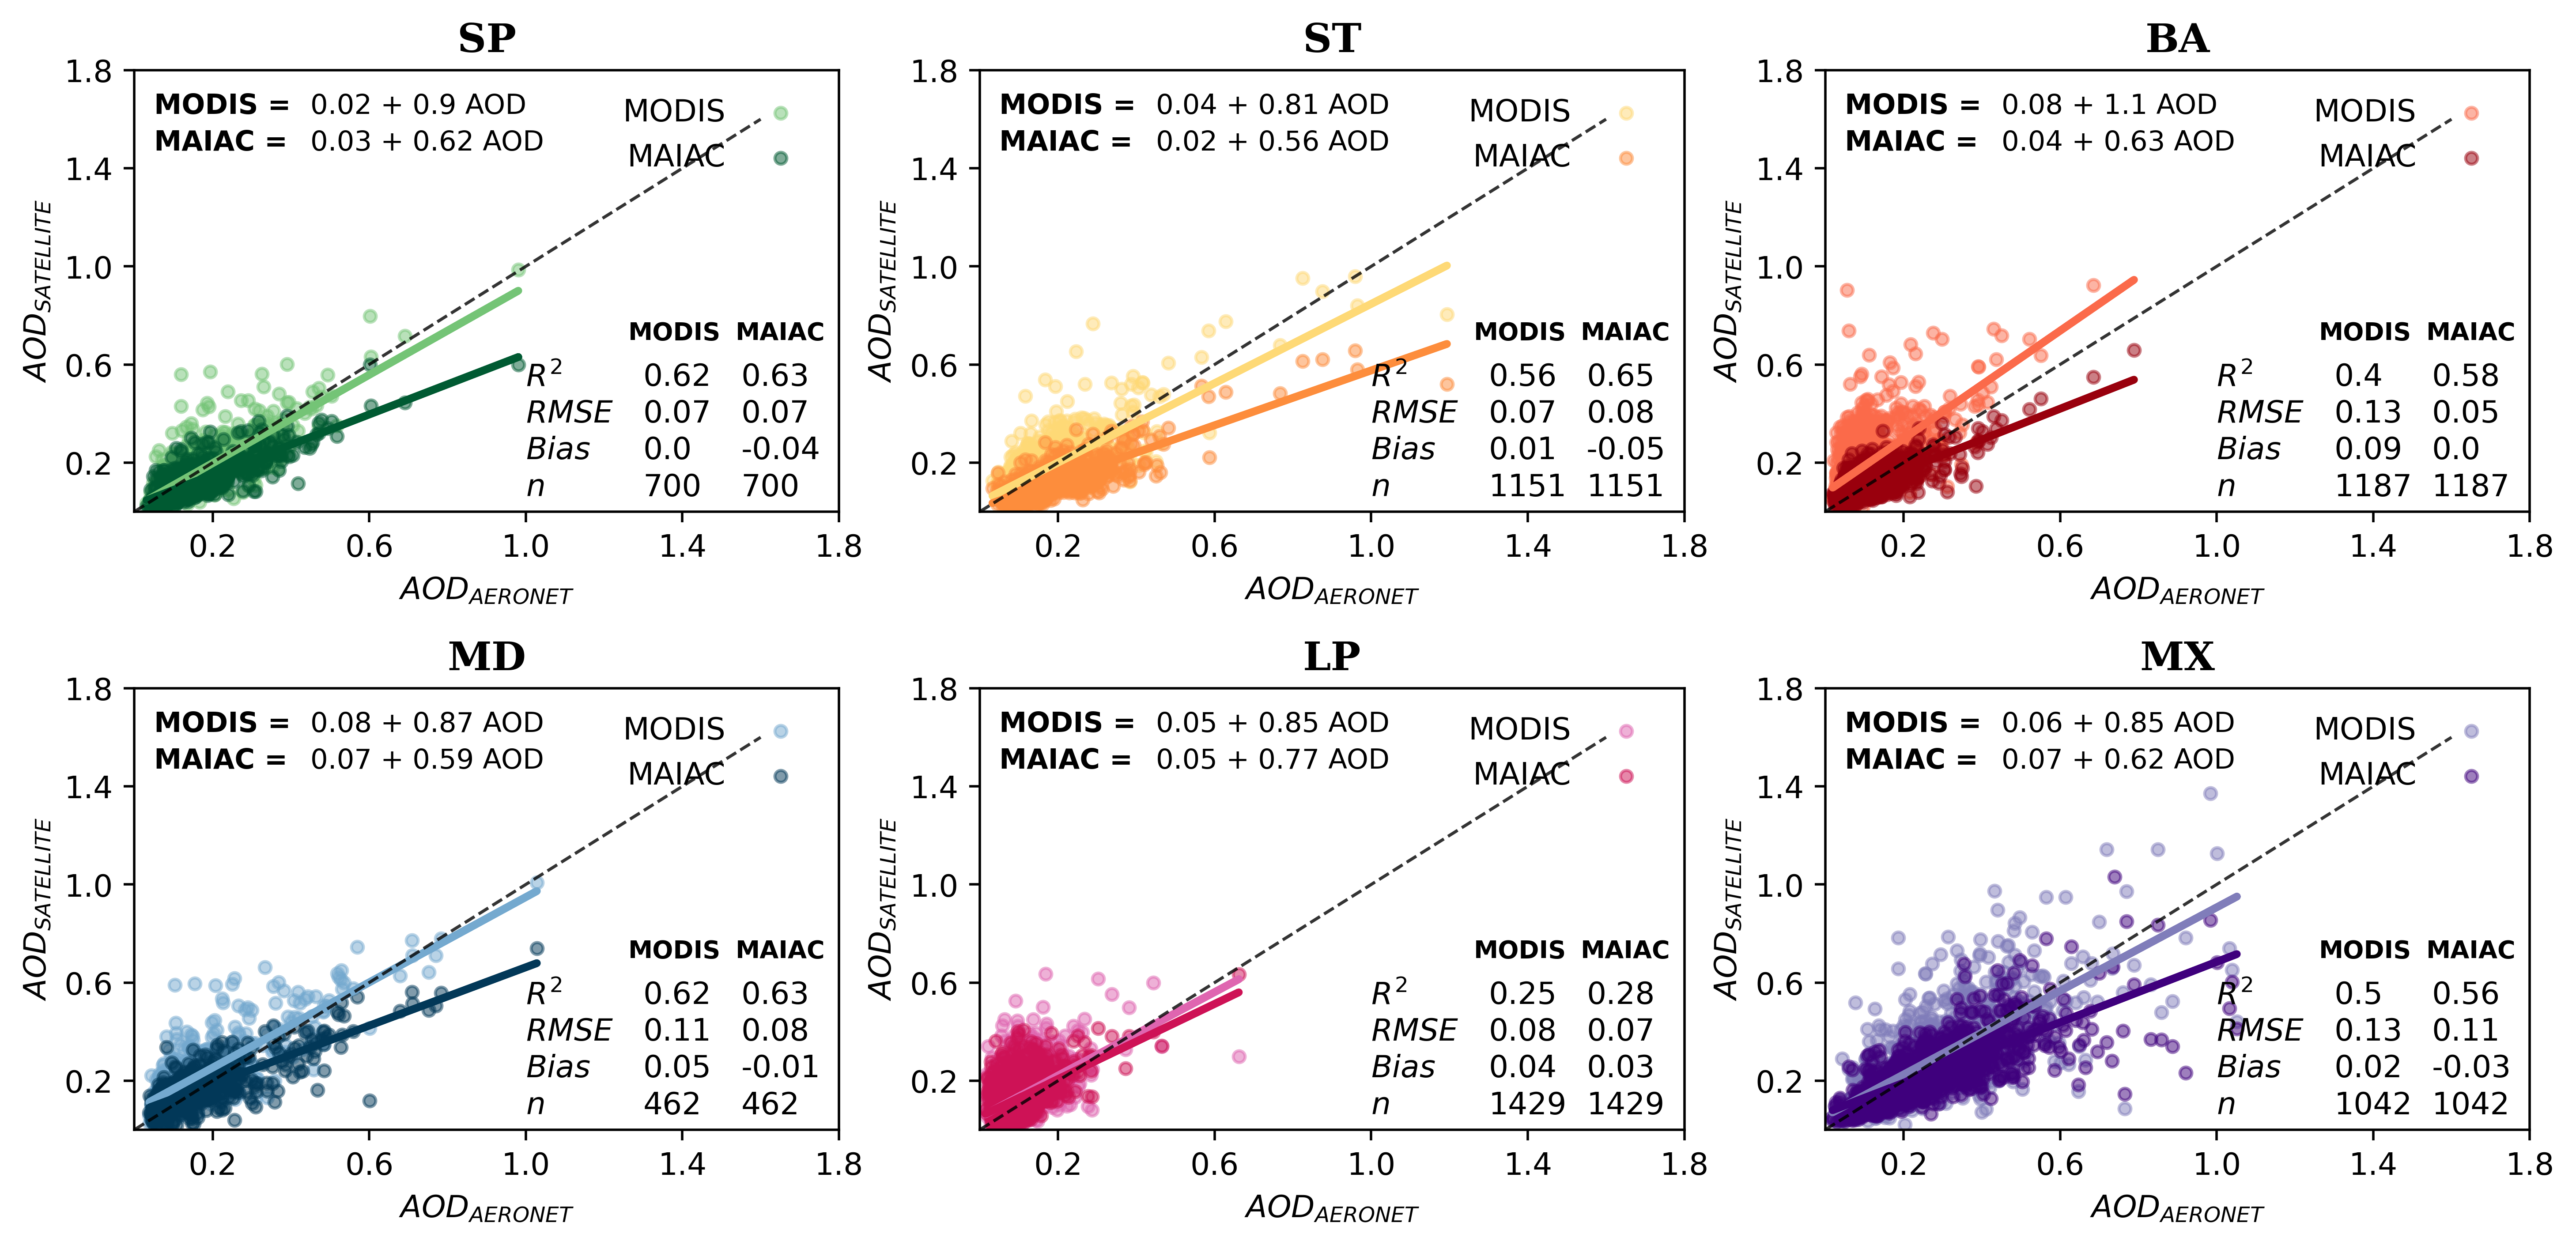 SP
1.8
1.4
1.0
0.6
0.2
AOD_SATELLITE
MODIS = 0.02 + 0.9 AOD
MAIAC = 0.03 + 0.62 AOD
MODIS
MAIAC
MODIS MAIAC
R² 0.62 0.63
RMSE 0.07 0.07
Bias 0.0 -0.04
n 700 700
0.2 0.6 1.0 1.4 1.8
AOD_AERONET
ST
1.8
1.4
1.0
0.6
0.2
AOD_SATELLITE
MODIS = 0.04 + 0.81 AOD
MAIAC = 0.02 + 0.56 AOD
MODIS
MAIAC
MODIS MAIAC
R² 0.56 0.65
RMSE 0.07 0.08
Bias 0.01 -0.05
n 1151 1151
0.2 0.6 1.0 1.4 1.8
AOD_AERONET
BA
1.8
1.4
1.0
0.6
0.2
AOD_SATELLITE
MODIS = 0.08 + 1.1 AOD
MAIAC = 0.04 + 0.63 AOD
MODIS
MAIAC
MODIS MAIAC
R² 0.4 0.58
RMSE 0.13 0.05
Bias 0.09 0.0
n 1187 1187
0.2 0.6 1.0 1.4 1.8
AOD_AERONET
MD
1.8
1.4
1.0
0.6
0.2
AOD_SATELLITE
MODIS = 0.08 + 0.87 AOD
MAIAC = 0.07 + 0.59 AOD
MODIS
MAIAC
MODIS MAIAC
R² 0.62 0.63
RMSE 0.11 0.08
Bias 0.05 -0.01
n 462 462
0.2 0.6 1.0 1.4 1.8
AOD_AERONET
LP
1.8
1.4
1.0
0.6
0.2
AOD_SATELLITE
MODIS = 0.05 + 0.85 AOD
MAIAC = 0.05 + 0.77 AOD
MODIS
MAIAC
MODIS MAIAC
R² 0.25 0.28
RMSE 0.08 0.07
Bias 0.04 0.03
n 1429 1429
0.2 0.6 1.0 1.4 1.8
AOD_AERONET
MX
1.8
1.4
1.0
0.6
0.2
AOD_SATELLITE
MODIS = 0.06 + 0.85 AOD
MAIAC = 0.07 + 0.62 AOD
MODIS
MAIAC
MODIS MAIAC
R² 0.5 0.56
RMSE 0.13 0.11
Bias 0.02 -0.03
n 1042 1042
0.2 0.6 1.0 1.4 1.8
AOD_AERONET